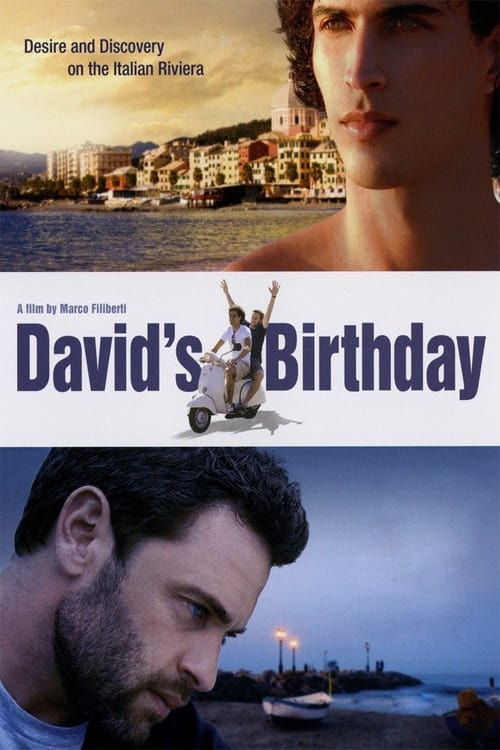 Desire and Discovery
on the Italian Riviera
A film by Marco Filiberti
David's Birthday